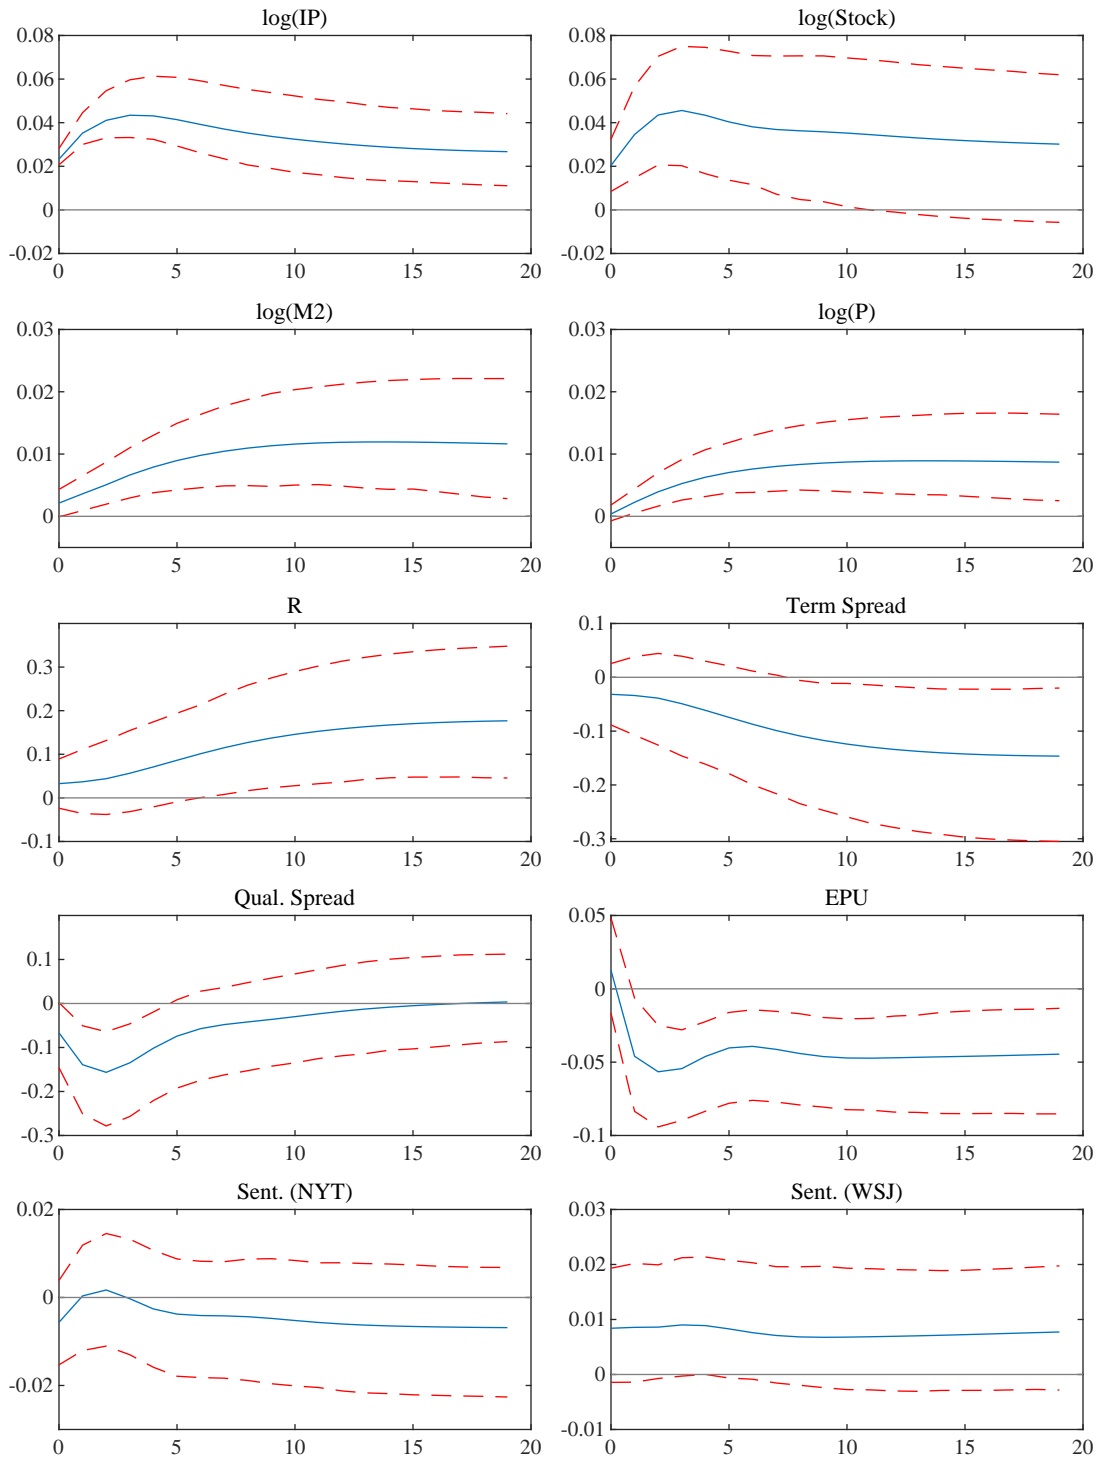 log(IP)
0.08
0.06
0.04
0.02
0
-0.02
0 5 10 15 20
log(Stock)
0.08
0.06
0.04
0.02
0
-0.02
0 5 10 15 20
log(M2)
0.03
0.02
0.01
0
0 5 10 15 20
log(P)
0.03
0.02
0.01
0
0 5 10 15 20
R
0.3
0.2
0.1
0
-0.1
0 5 10 15 20
Term Spread
0.1
0
-0.1
-0.2
-0.3
0 5 10 15 20
Qual. Spread
0.1
0
-0.1
-0.2
-0.3
0 5 10 15 20
EPU
0.05
0
-0.05
-0.1
0 5 10 15 20
Sent. (NYT)
0.02
0
-0.02
0 5 10 15 20
Sent. (WSJ)
0.03
0.02
0.01
0
-0.01
0 5 10 15 20